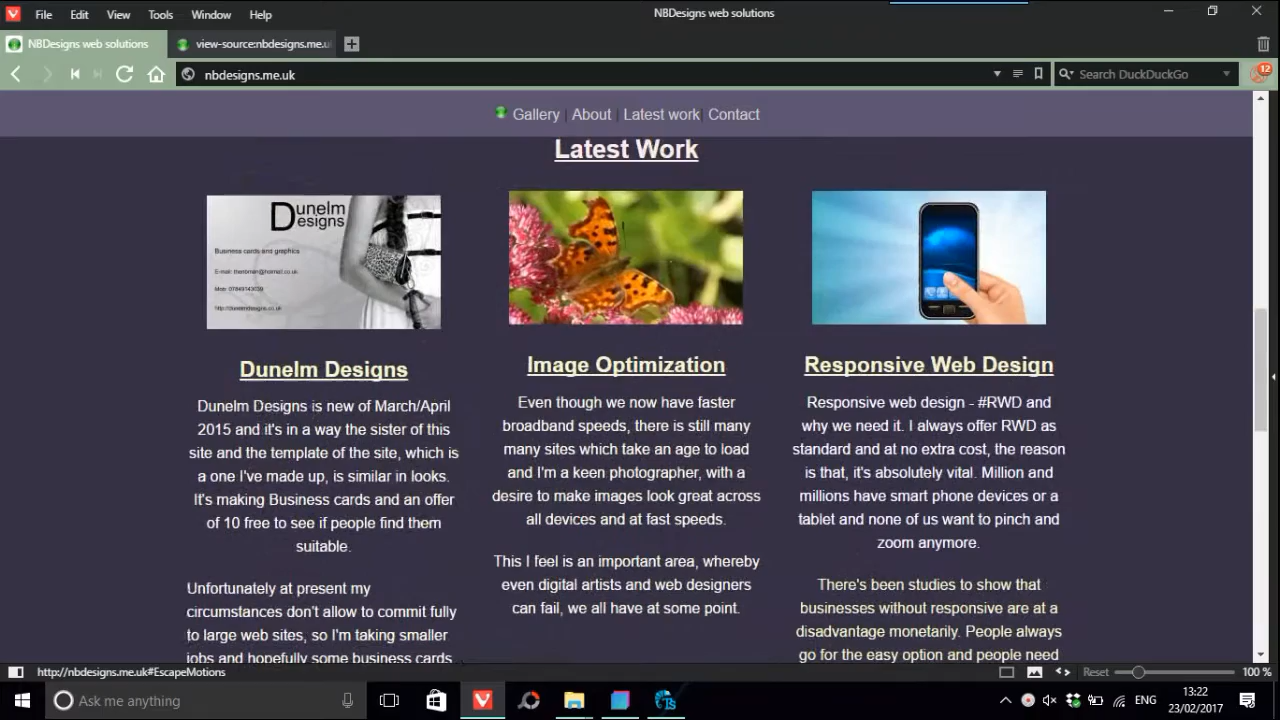 File Edit View Tools Window Help
NBDesigns web solutions
NBDesigns web solutions
view-source:nbdesigns.me.u
nbdesigns.me.uk
Search DuckDuckGo
12
Gallery | About | Latest work | Contact
Latest Work
Dunelm Designs
Business cards and graphics
Dunelm Designs
Dunelm Designs is new of March/April
2015 and it's in a way the sister of this
site and the template of the site, which is
a one I've made up, is similar in looks.
It's making Business cards and an offer
of 10 free to see if people find them
suitable.
Unfortunately at present my
circumstances don't allow to commit fully
to large web sites, so I'm taking smaller
jobs and hopefully some business cards
Image Optimization
Even though we now have faster
broadband speeds, there is still many
many sites which take an age to load
and I'm a keen photographer, with a
desire to make images look great across
all devices and at fast speeds.
This I feel is an important area, whereby
even digital artists and web designers
can fail, we all have at some point.
Responsive Web Design
Responsive web design - #RWD and
why we need it. I always offer RWD as
standard and at no extra cost, the reason
is that, it's absolutely vital. Million and
millions have smart phone devices or a
tablet and none of us want to pinch and
zoom anymore.
There's been studies to show that
businesses without responsive are at a
disadvantage monetarily. People always
go for the easy option and people need
http://nbdesigns.me.uk#EscapeMotions
Reset
100 %
Ask me anything
ENG
13:22
23/02/2017